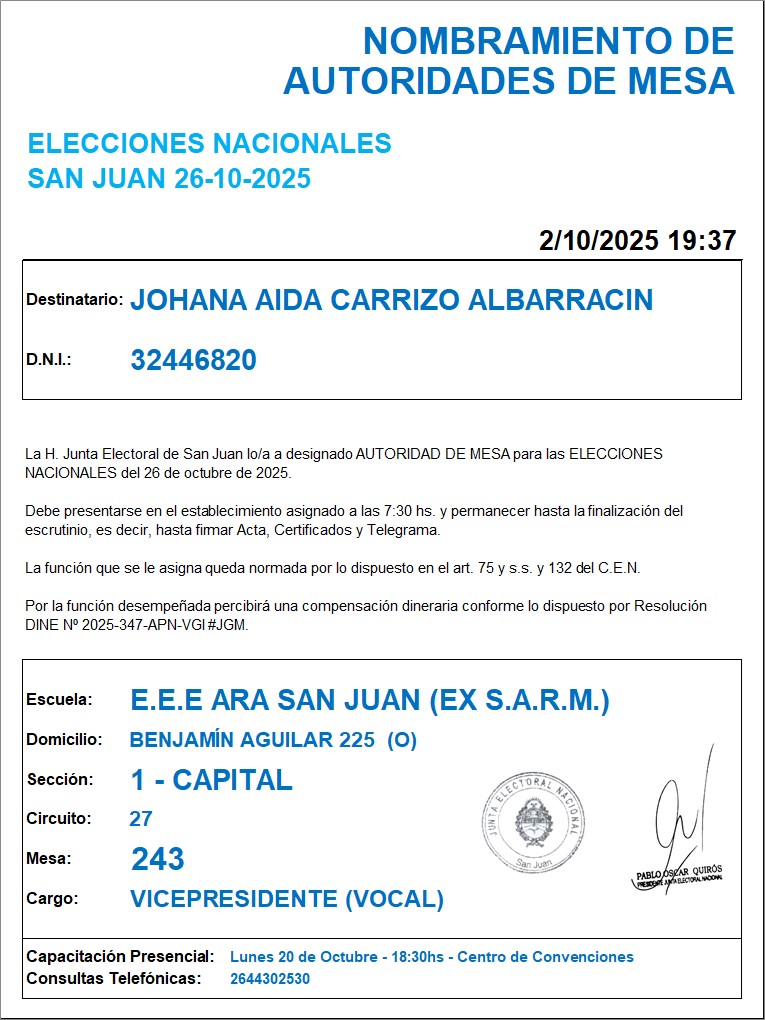 NOMBRAMIENTO DE
AUTORIDADES DE MESA
ELECCIONES NACIONALES
SAN JUAN 26-10-2025
2/10/2025 19:37
Destinatario: JOHANA AIDA CARRIZO ALBARRACIN
D.N.I.: 32446820
La H. Junta Electoral de San Juan lo/a a designado AUTORIDAD DE MESA para las ELECCIONES
NACIONALES del 26 de octubre de 2025.
Debe presentarse en el establecimiento asignado a las 7:30 hs. y permanecer hasta la finalización del
escrutinio, es decir, hasta firmar Acta, Certificados y Telegrama.
La función que se le asigna queda normada por lo dispuesto en el art. 75 y s.s. y 132 del C.E.N.
Por la función desempeñada percibirá una compensación dineraria conforme lo dispuesto por Resolución
DINE Nº 2025-347-APN-VGI#JGM.
Escuela: E.E.E ARA SAN JUAN (EX S.A.R.M.)
Domicilio: BENJAMÍN AGUILAR 225 (O)
Sección: 1 - CAPITAL
Circuito: 27
Mesa: 243
Cargo: VICEPRESIDENTE (VOCAL)
JUNTA ELECTORAL NACIONAL
San Juan
PABLO OSCAR QUIRÓS
PRESIDENTE JUNTA ELECTORAL NACIONAL
Capacitación Presencial: Lunes 20 de Octubre - 18:30hs - Centro de Convenciones
Consultas Telefónicas: 2644302530